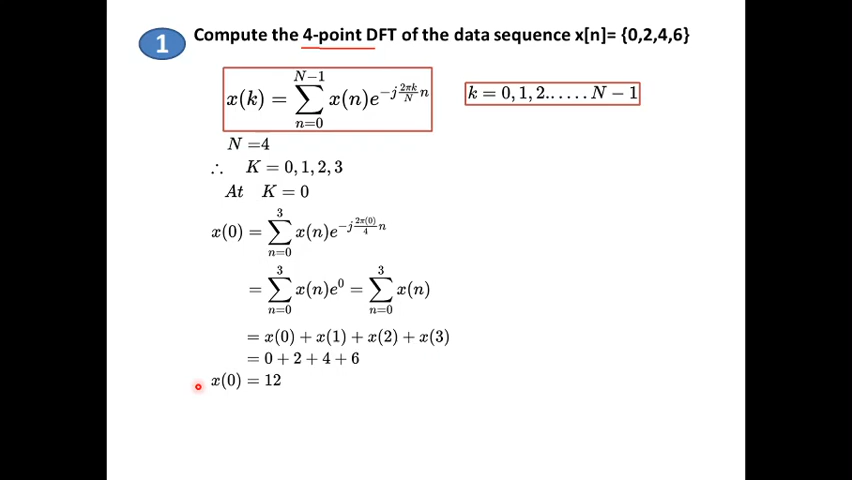 1
Compute the 4-point DFT of the data sequence x[n]= {0,2,4,6}
x(k) = ∑_{n=0}^{N−1} x(n)e^{−j\frac{2πk}{N}n}
k = 0, 1, 2. . . . . . N − 1
N =4
∴ K = 0, 1, 2, 3
At K = 0
x(0) = ∑_{n=0}^{3} x(n)e^{−j\frac{2π(0)}{4}n}
= ∑_{n=0}^{3} x(n)e^{0} = ∑_{n=0}^{3} x(n)
= x(0) + x(1) + x(2) + x(3)
= 0 + 2 + 4 + 6
x(0) = 12